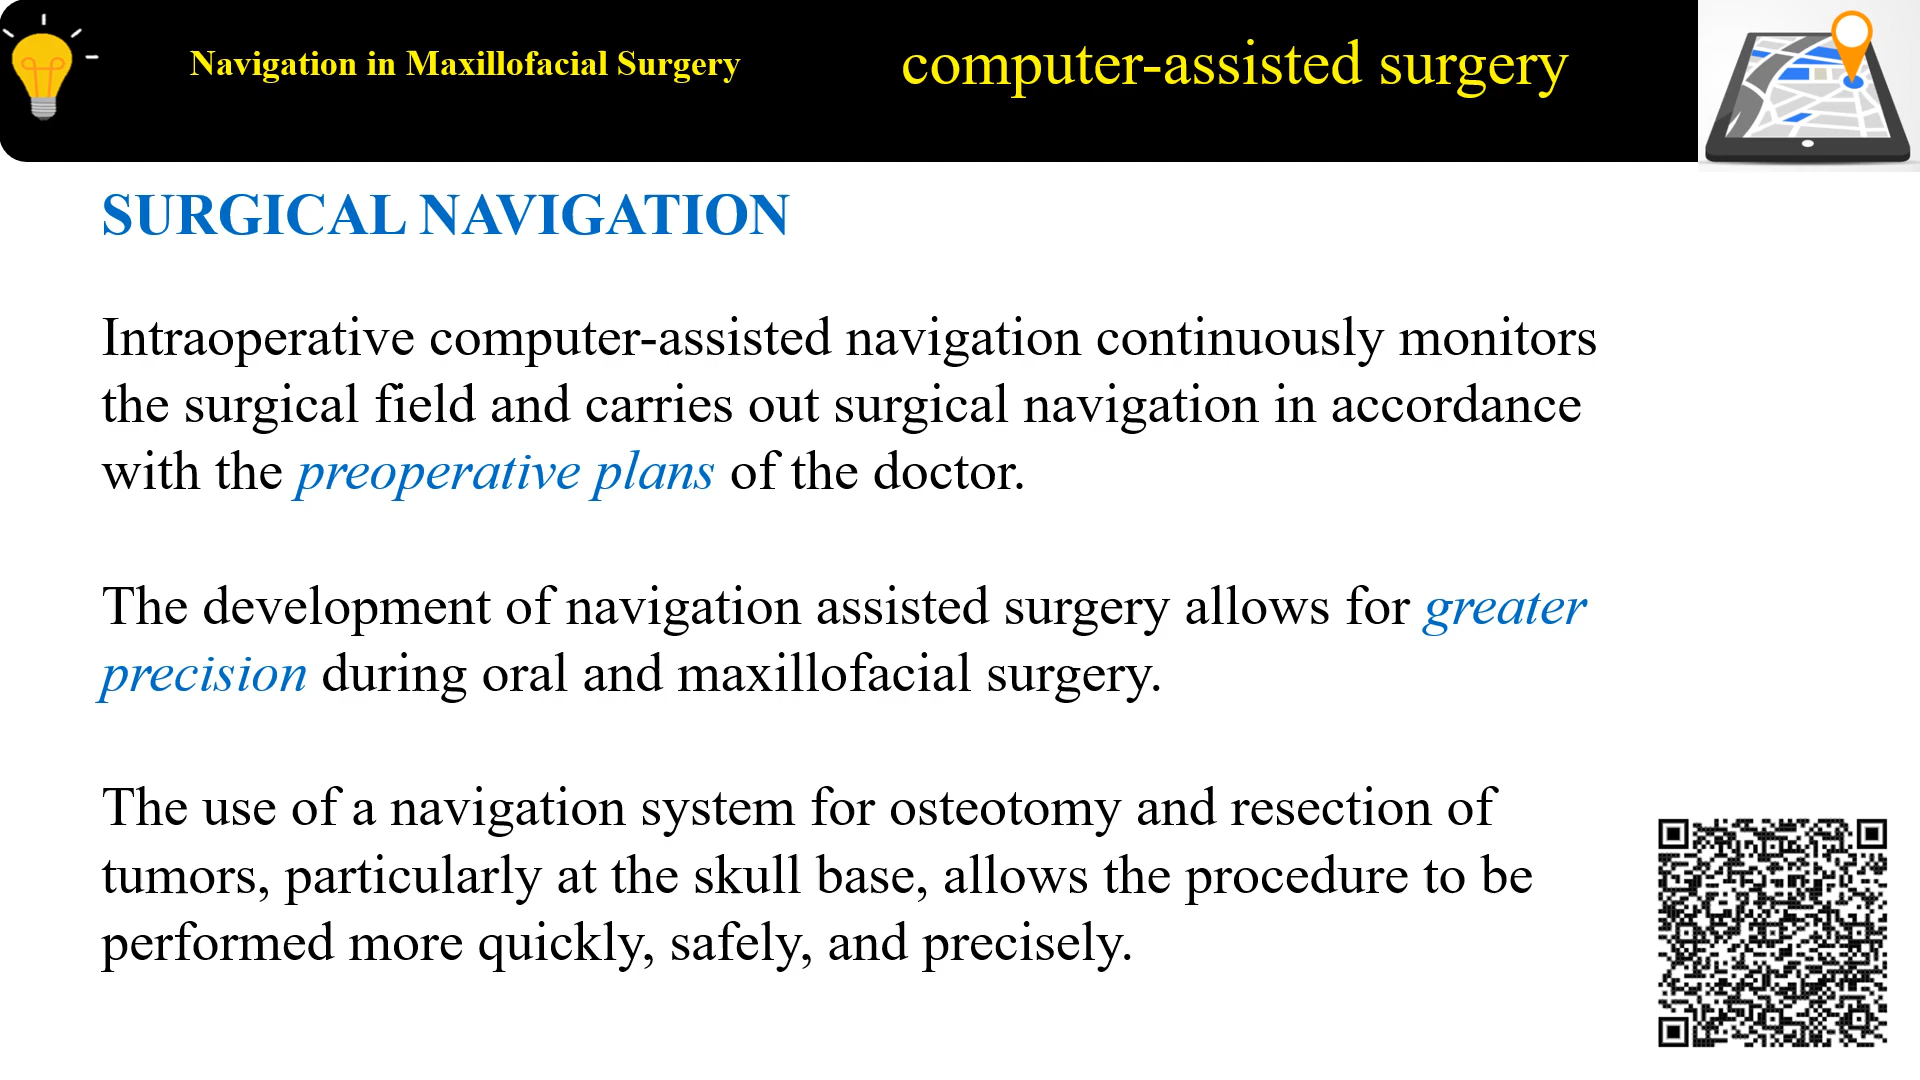 Navigation in Maxillofacial Surgery
computer-assisted surgery
SURGICAL NAVIGATION
Intraoperative computer-assisted navigation continuously monitors
the surgical field and carries out surgical navigation in accordance
with the preoperative plans of the doctor.
The development of navigation assisted surgery allows for greater
precision during oral and maxillofacial surgery.
The use of a navigation system for osteotomy and resection of
tumors, particularly at the skull base, allows the procedure to be
performed more quickly, safely, and precisely.